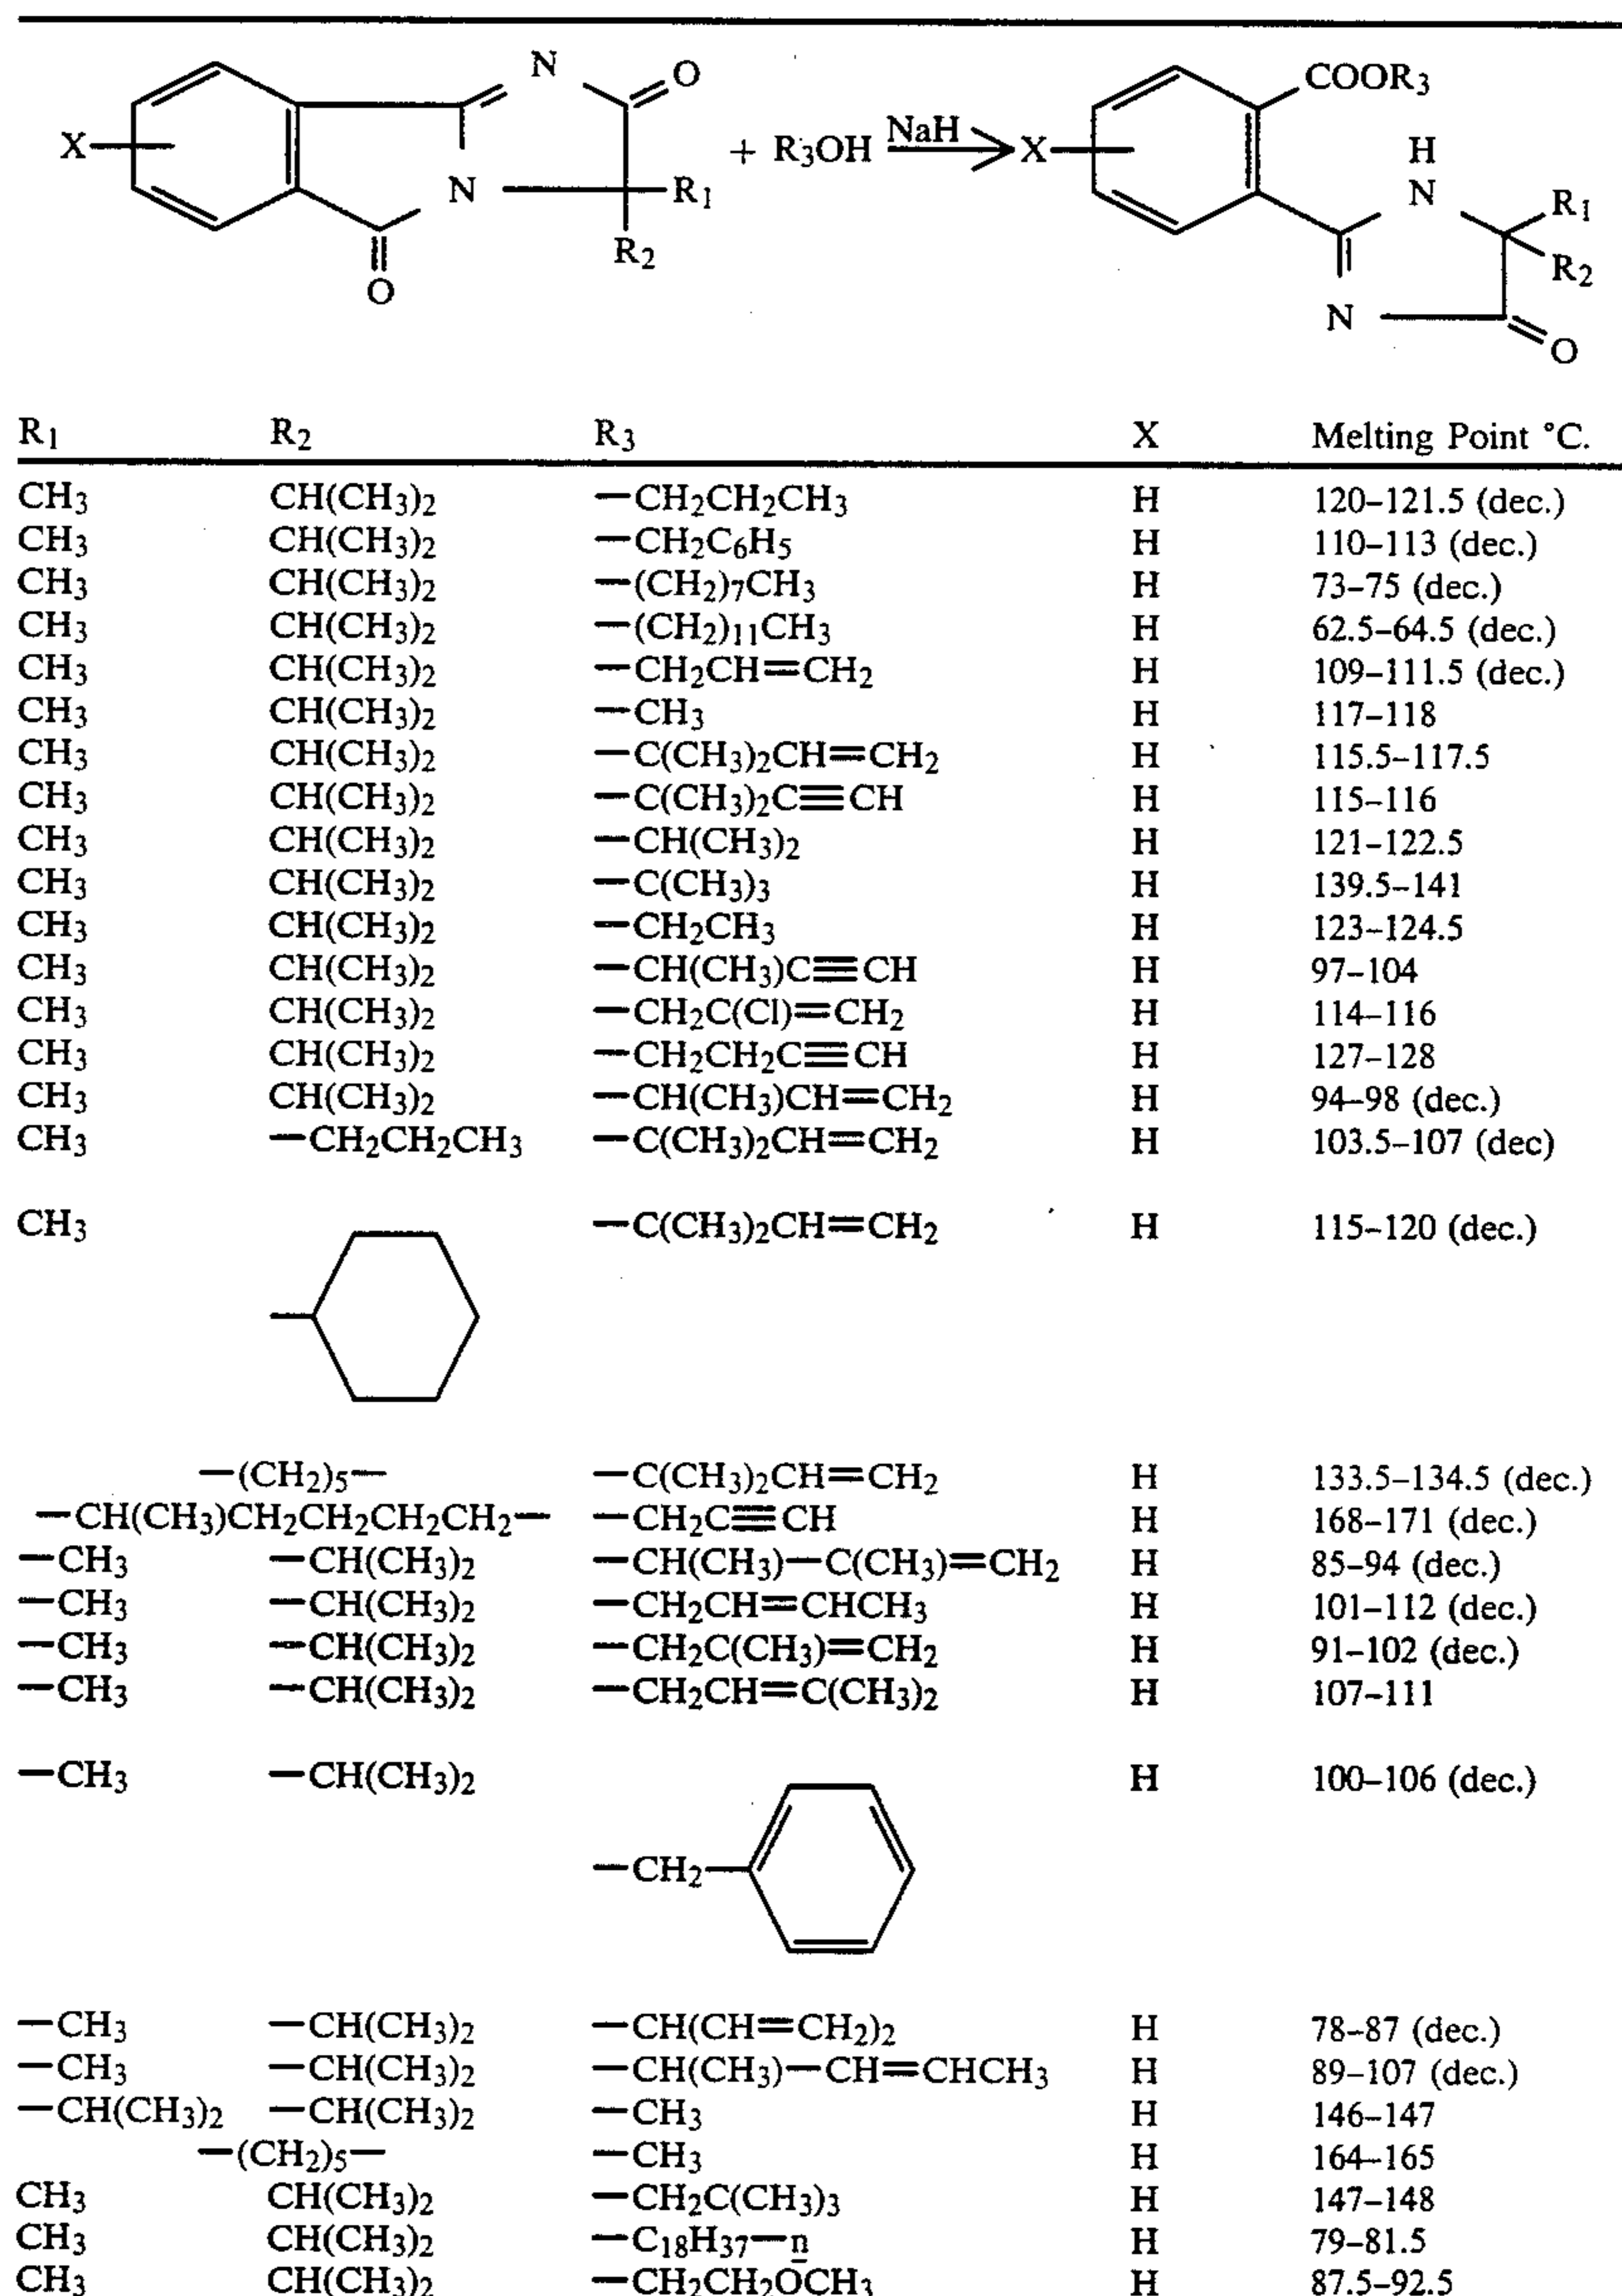 X N O N R1 R2 O + R3OH NaH X COOR3 H N R1 R2 N O
R1 R2 R3 X Melting Point °C.
CH3 CH(CH3)2 —CH2CH2CH3 H 120–121.5 (dec.)
CH3 CH(CH3)2 —CH2C6H5 H 110–113 (dec.)
CH3 CH(CH3)2 —(CH2)7CH3 H 73–75 (dec.)
CH3 CH(CH3)2 —(CH2)11CH3 H 62.5–64.5 (dec.)
CH3 CH(CH3)2 —CH2CH=CH2 H 109–111.5 (dec.)
CH3 CH(CH3)2 —CH3 H 117–118
CH3 CH(CH3)2 —C(CH3)2CH=CH2 H 115.5–117.5
CH3 CH(CH3)2 —C(CH3)2C≡CH H 115–116
CH3 CH(CH3)2 —CH(CH3)2 H 121–122.5
CH3 CH(CH3)2 —C(CH3)3 H 139.5–141
CH3 CH(CH3)2 —CH2CH3 H 123–124.5
CH3 CH(CH3)2 —CH(CH3)C≡CH H 97–104
CH3 CH(CH3)2 —CH2C(Cl)=CH2 H 114–116
CH3 CH(CH3)2 —CH2CH2C≡CH H 127–128
CH3 CH(CH3)2 —CH(CH3)CH=CH2 H 94–98 (dec.)
CH3 —CH2CH2CH3 —C(CH3)2CH=CH2 H 103.5–107 (dec)
CH3 —C(CH3)2CH=CH2 H 115–120 (dec.)
—(CH2)5— —C(CH3)2CH=CH2 H 133.5–134.5 (dec.)
—CH(CH3)CH2CH2CH2CH2— —CH2C≡CH H 168–171 (dec.)
—CH3 —CH(CH3)2 —CH(CH3)—C(CH3)=CH2 H 85–94 (dec.)
—CH3 —CH(CH3)2 —CH2CH=CHCH3 H 101–112 (dec.)
—CH3 —CH(CH3)2 —CH2C(CH3)=CH2 H 91–102 (dec.)
—CH3 —CH(CH3)2 —CH2CH=C(CH3)2 H 107–111
—CH3 —CH(CH3)2 H 100–106 (dec.)
—CH2—
—CH3 —CH(CH3)2 —CH(CH=CH2)2 H 78–87 (dec.)
—CH3 —CH(CH3)2 —CH(CH3)—CH=CHCH3 H 89–107 (dec.)
—CH(CH3)2 —CH(CH3)2 —CH3 H 146–147
—(CH2)5— —CH3 H 164–165
CH3 CH(CH3)2 —CH2C(CH3)3 H 147–148
CH3 CH(CH3)2 —C18H37—n H 79–81.5
CH3 CH(CH3)2 —CH2CH2OCH3 H 87.5–92.5